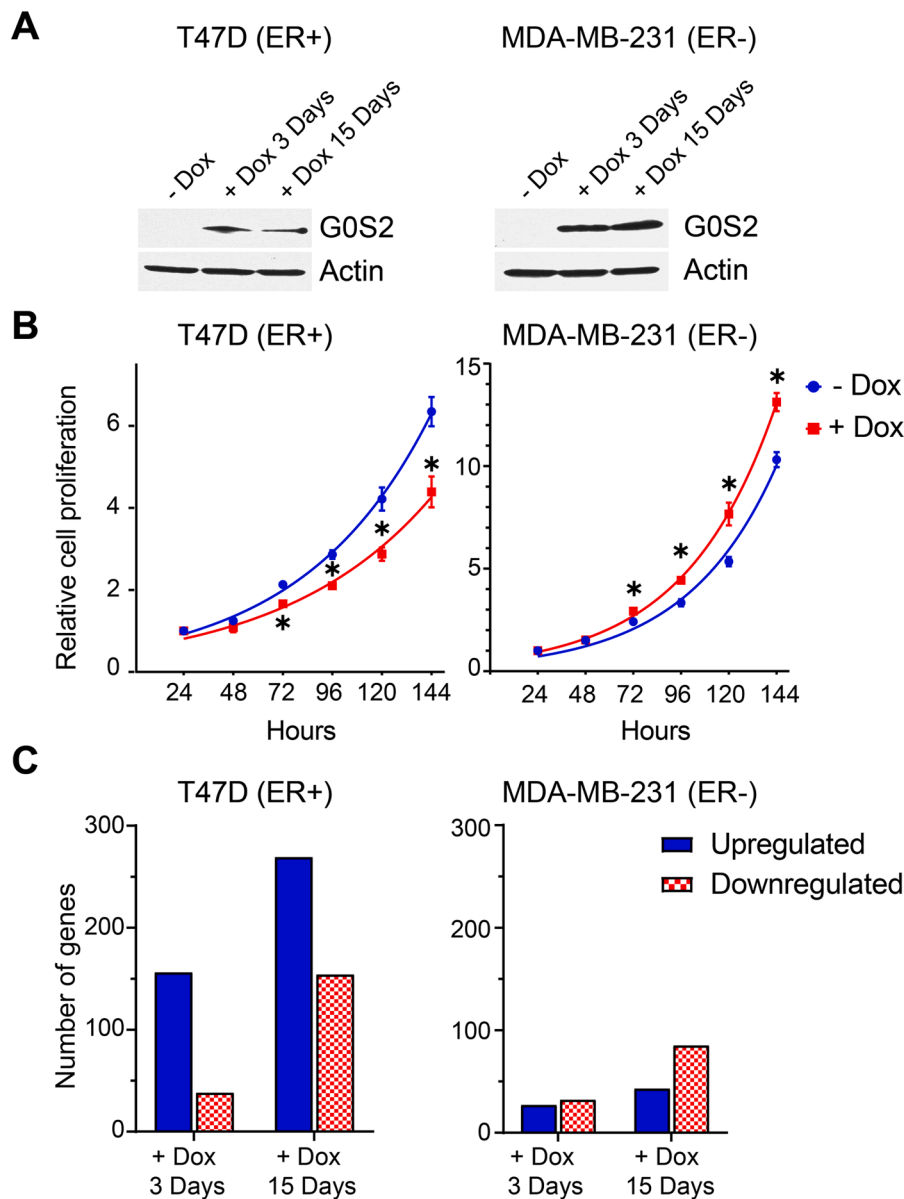 A
T47D (ER+)
MDA-MB-231 (ER-)
- Dox
+ Dox 3 Days
+ Dox 15 Days
- Dox
+ Dox 3 Days
+ Dox 15 Days
G0S2
Actin
G0S2
Actin
B
T47D (ER+)
MDA-MB-231 (ER-)
Relative cell proliferation
6
4
2
0
24 48 72 96 120 144
Hours
* * * *
15
10
5
0
24 48 72 96 120 144
Hours
* * * * *
- Dox
+ Dox
C
T47D (ER+)
MDA-MB-231 (ER-)
Number of genes
300
200
100
0
+ Dox
3 Days
+ Dox
15 Days
300
200
100
0
+ Dox
3 Days
+ Dox
15 Days
Upregulated
Downregulated